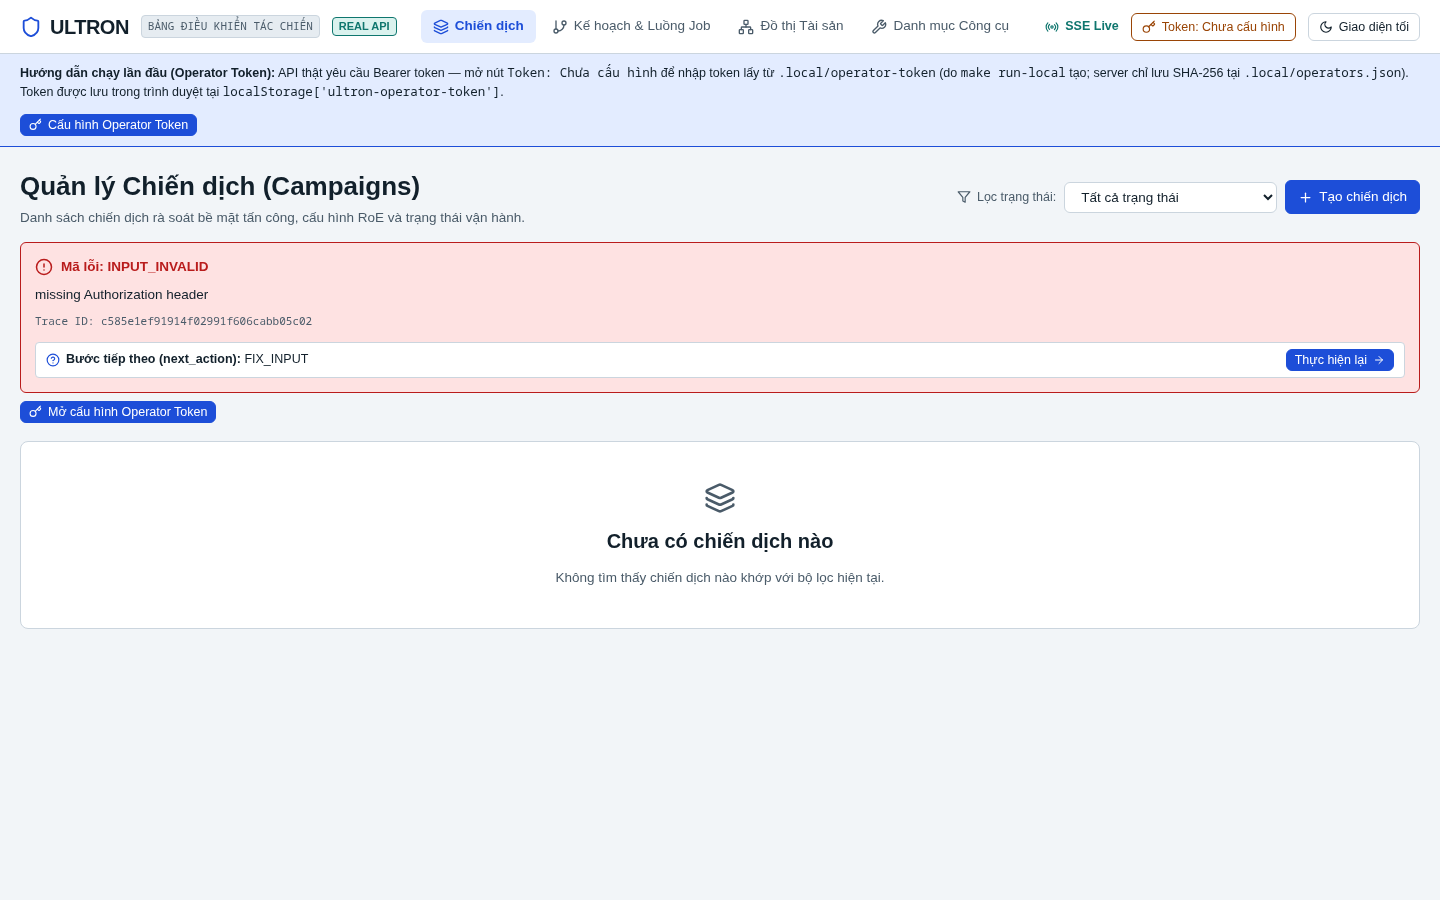 ULTRON
BẢNG ĐIỀU KHIỂN TÁC CHIẾN
REAL API
Chiến dịch
Kế hoạch & Luồng Job
Đồ thị Tài sản
Danh mục Công cụ
SSE Live
Token: Chưa cấu hình
Giao diện tối
Hướng dẫn chạy lần đầu (Operator Token): API thật yêu cầu Bearer token — mở nút Token: Chưa cấu hình để nhập token lấy từ .local/operator-token (do make run-local tạo; server chỉ lưu SHA-256 tại .local/operators.json).
Token được lưu trong trình duyệt tại localStorage['ultron-operator-token'].
Cấu hình Operator Token
Quản lý Chiến dịch (Campaigns)
Danh sách chiến dịch rà soát bề mặt tấn công, cấu hình RoE và trạng thái vận hành.
Lọc trạng thái:
Tất cả trạng thái
Tạo chiến dịch
Mã lỗi: INPUT_INVALID
missing Authorization header
Trace ID: c585e1ef91914f02991f606cabb05c02
Bước tiếp theo (next_action): FIX_INPUT
Thực hiện lại
Mở cấu hình Operator Token
Chưa có chiến dịch nào
Không tìm thấy chiến dịch nào khớp với bộ lọc hiện tại.